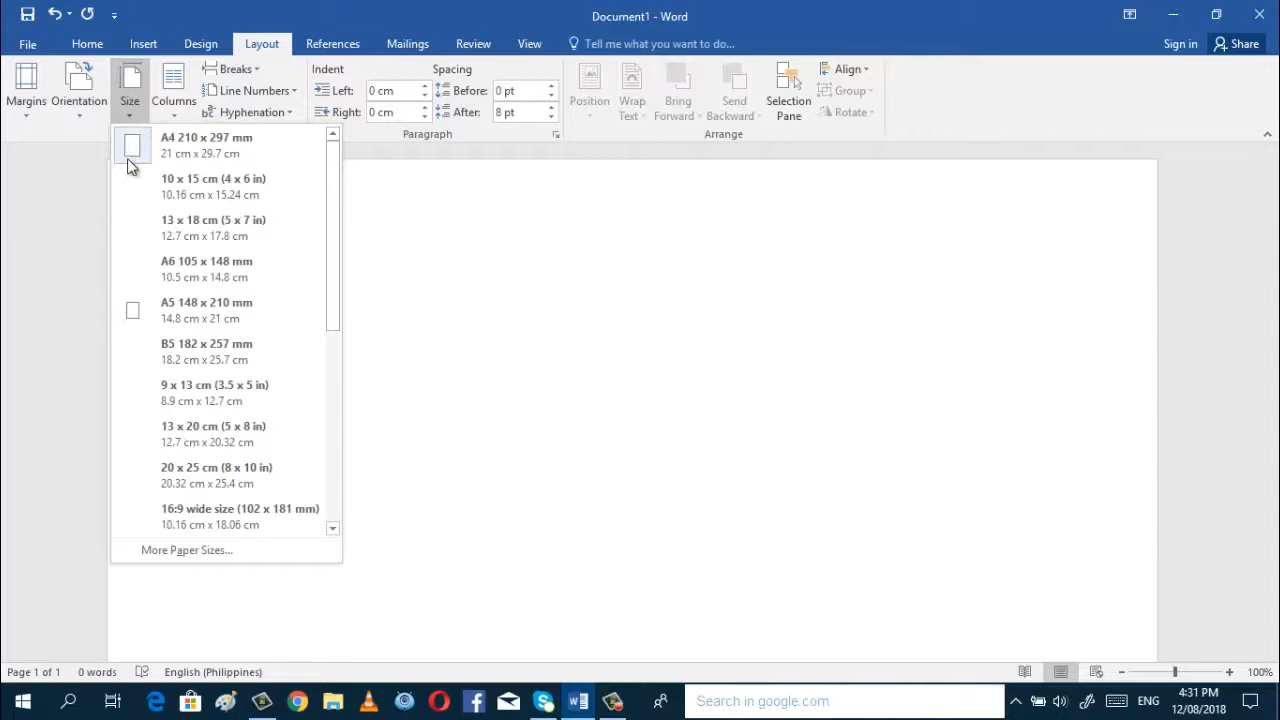 Document1 - Word
File Home Insert Design Layout References Mailings Review View Tell me what you want to do... Sign in Share
Margins
Orientation
Size
Columns
Breaks
Line Numbers
Hyphenation
Indent
Left: 0 cm
Right: 0 cm
Spacing
Before: 0 pt
After: 8 pt
Paragraph
Position
Wrap
Text
Bring
Forward
Send
Backward
Selection
Pane
Align
Group
Rotate
Arrange
A4 210 x 297 mm
21 cm x 29.7 cm
10 x 15 cm (4 x 6 in)
10.16 cm x 15.24 cm
13 x 18 cm (5 x 7 in)
12.7 cm x 17.8 cm
A6 105 x 148 mm
10.5 cm x 14.8 cm
A5 148 x 210 mm
14.8 cm x 21 cm
B5 182 x 257 mm
18.2 cm x 25.7 cm
9 x 13 cm (3.5 x 5 in)
8.9 cm x 12.7 cm
13 x 20 cm (5 x 8 in)
12.7 cm x 20.32 cm
20 x 25 cm (8 x 10 in)
20.32 cm x 25.4 cm
16:9 wide size (102 x 181 mm)
10.16 cm x 18.06 cm
More Paper Sizes...
Page 1 of 1 0 words English (Philippines) 100%
Search in google.com
ENG
4:31 PM
12/08/2018